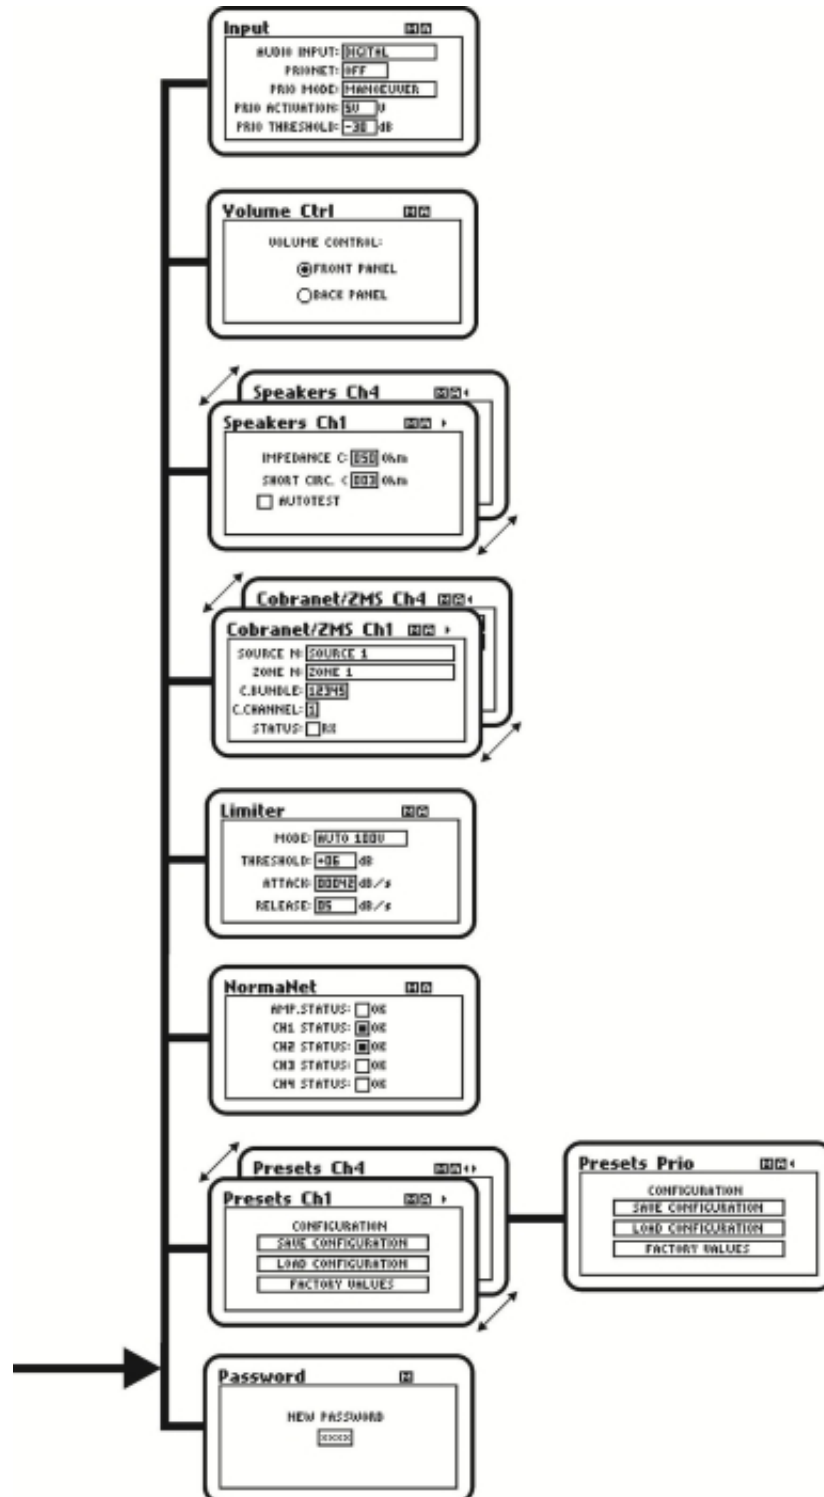 Input M A
AUDIO INPUT: DIGITAL
PRIONET: OFF
PRIO MODE: MANOEUVER
PRIO ACTIVATION: 5V V
PRIO THRESHOLD: -30 dB
Volume Ctrl M A
VOLUME CONTROL:
FRONT PANEL
BACK PANEL
Speakers Ch4 M A
Speakers Ch1 M A
IMPEDANCE C: 050 Ohm
SHORT CIRC. < 003 Ohm
AUTOTEST
Cobranet/ZMS Ch4 M A
Cobranet/ZMS Ch1 M A
SOURCE N: SOURCE 1
ZONE N: ZONE 1
C.BUNDLE: 12345
C.CHANNEL: 1
STATUS: RX
Limiter M A
MODE: AUTO 100V
THRESHOLD: +06 dB
ATTACK: 00042 dB/s
RELEASE: 05 dB/s
NormaNet M A
AMP.STATUS: OK
CH1 STATUS: OK
CH2 STATUS: OK
CH3 STATUS: OK
CH4 STATUS: OK
Presets Ch4 M A
Presets Ch1 M A
CONFIGURATION
SAVE CONFIGURATION
LOAD CONFIGURATION
FACTORY VALUES
Presets Prio M A
CONFIGURATION
SAVE CONFIGURATION
LOAD CONFIGURATION
FACTORY VALUES
Password M
NEW PASSWORD
XXXX